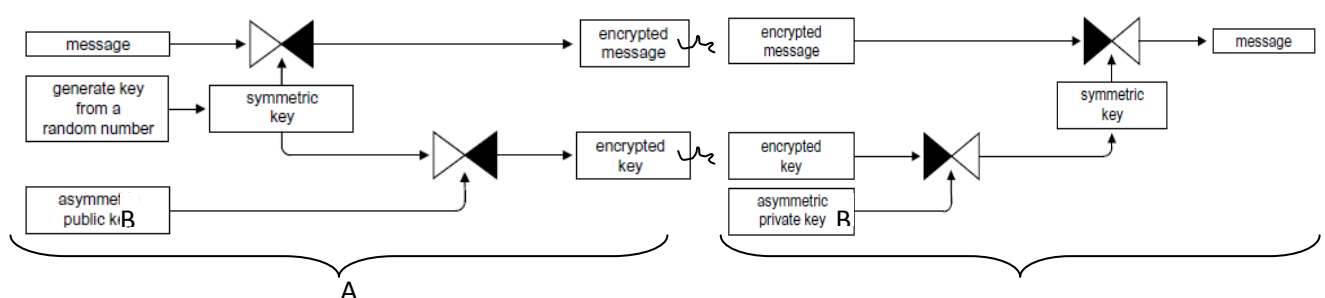 message
encrypted
message
encrypted
message
message
generate key
from a
random number
symmetric
key
symmetric
key
encrypted
key
encrypted
key
public
B
asymmetric
private key B
A